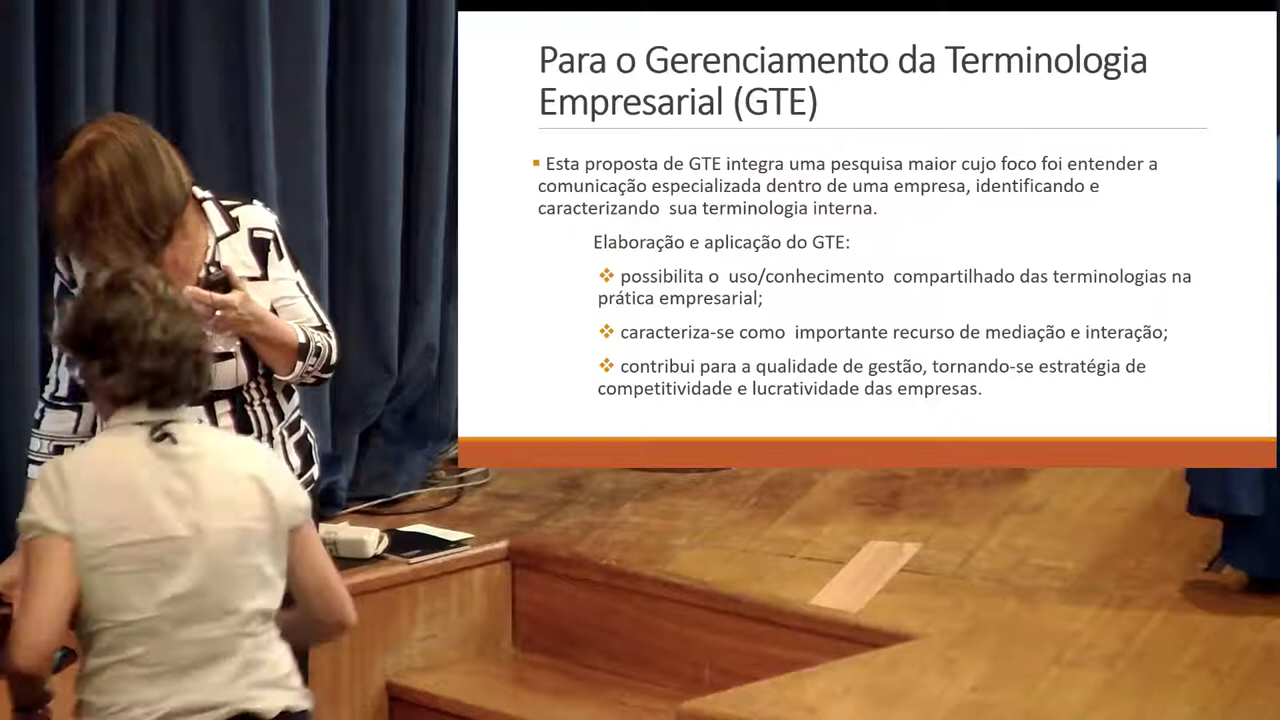 Para o Gerenciamento da Terminologia
Empresarial (GTE)
Esta proposta de GTE integra uma pesquisa maior cujo foco foi entender a
comunicação especializada dentro de uma empresa, identificando e
caracterizando sua terminologia interna.
Elaboração e aplicação do GTE:
possibilita o uso/conhecimento compartilhado das terminologias na
prática empresarial;
caracteriza-se como importante recurso de mediação e interação;
contribui para a qualidade de gestão, tornando-se estratégia de
competitividade e lucratividade das empresas.